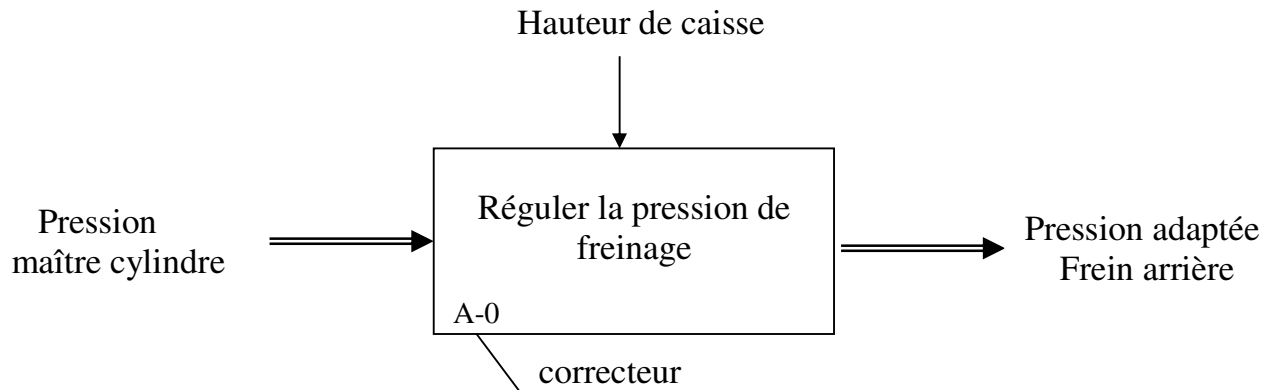 Hauteur de caisse
Pression
maître cylindre
Réguler la pression de
freinage
A-0
Pression adaptée
Frein arrière
correcteur